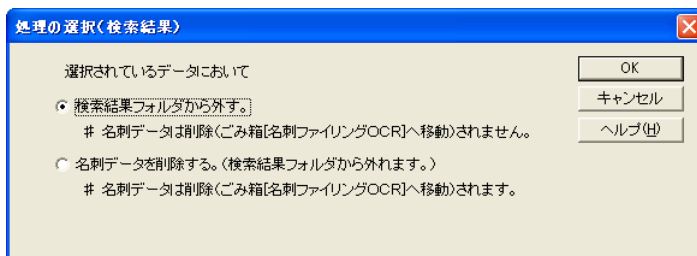 処理の選択(検索結果)
選択されているデータにおいて
検索結果フォルダから外す。
# 名刺データは削除(ごみ箱[名刺ファイリングOCR]へ移動)されません。
名刺データを削除する。(検索結果フォルダから外れます。)
# 名刺データは削除(ごみ箱[名刺ファイリングOCR]へ移動)されます。
OK
キャンセル
ヘルプ(H)